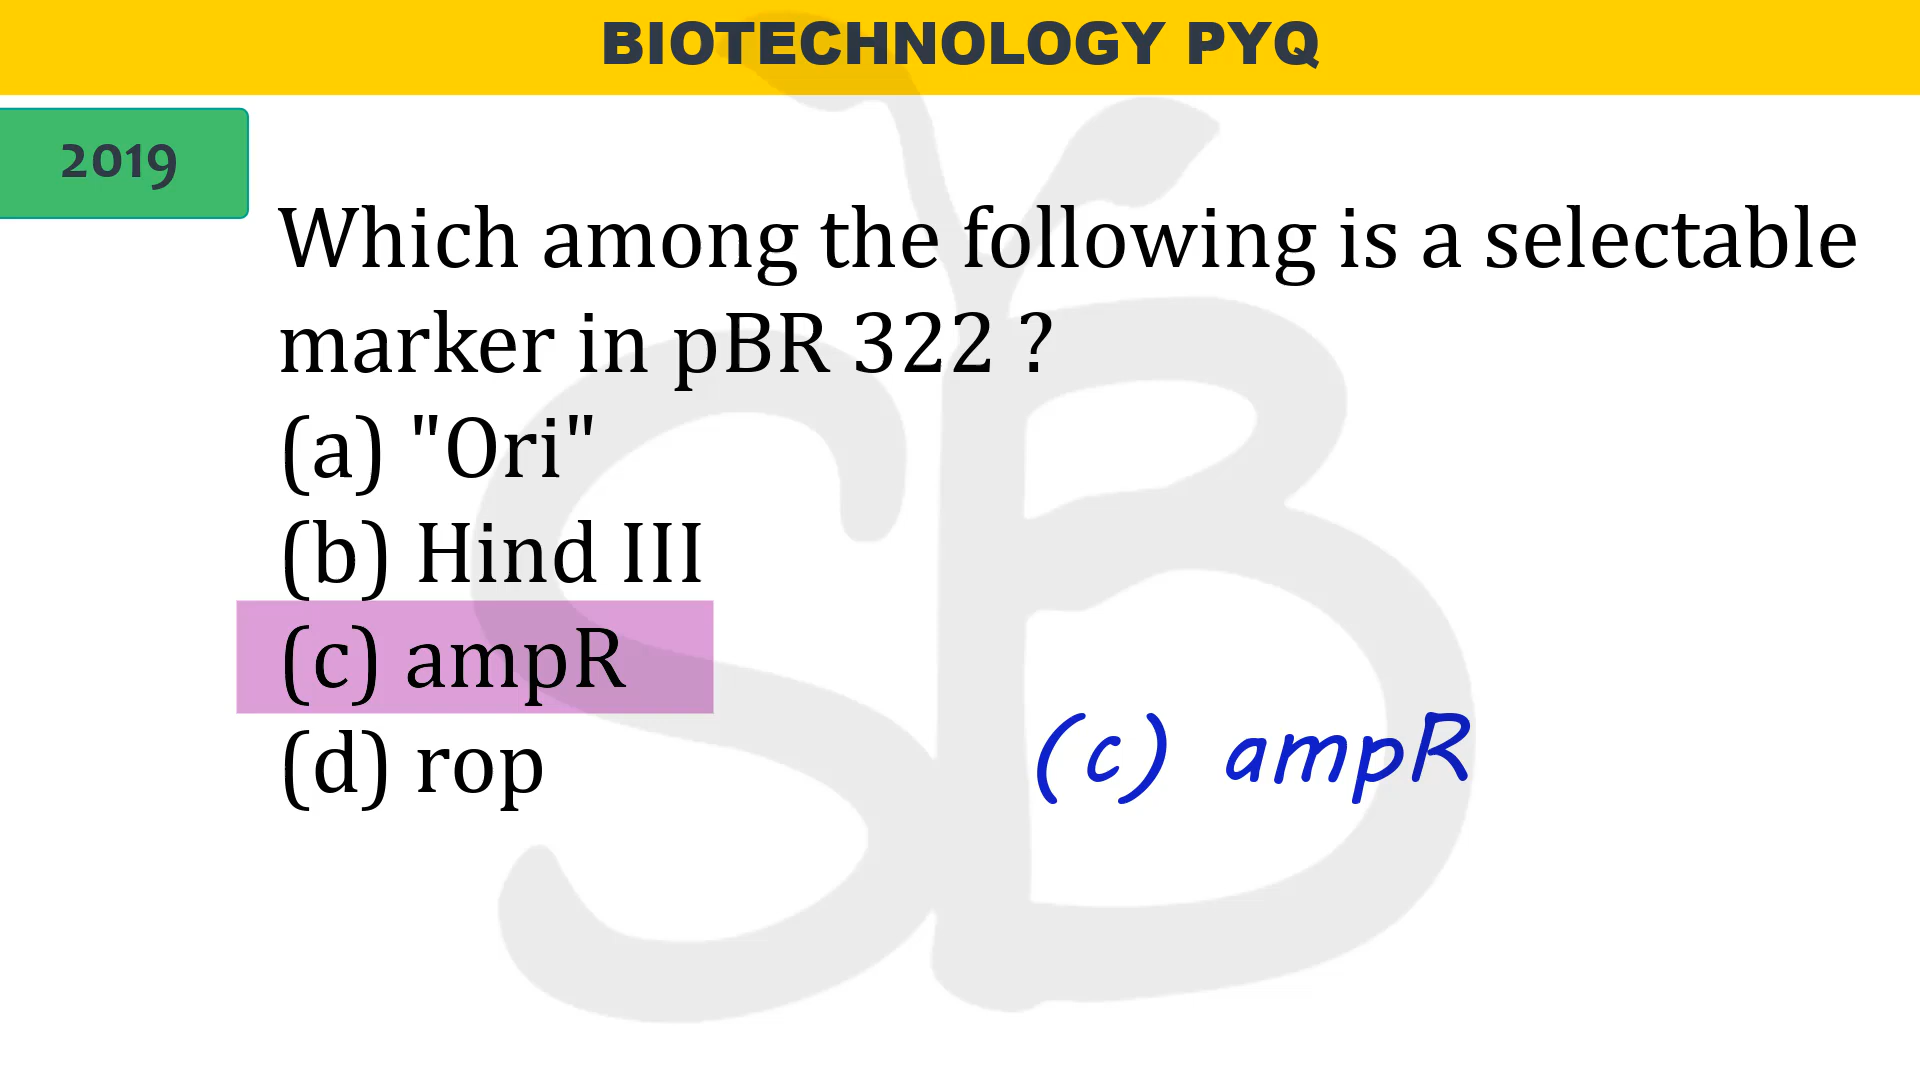 BIOTECHNOLOGY PYQ
2019
Which among the following is a selectable
marker in pBR 322 ?
(a) "Ori"
(b) Hind III
(c) ampR
(d) rop
(c) ampR
SB